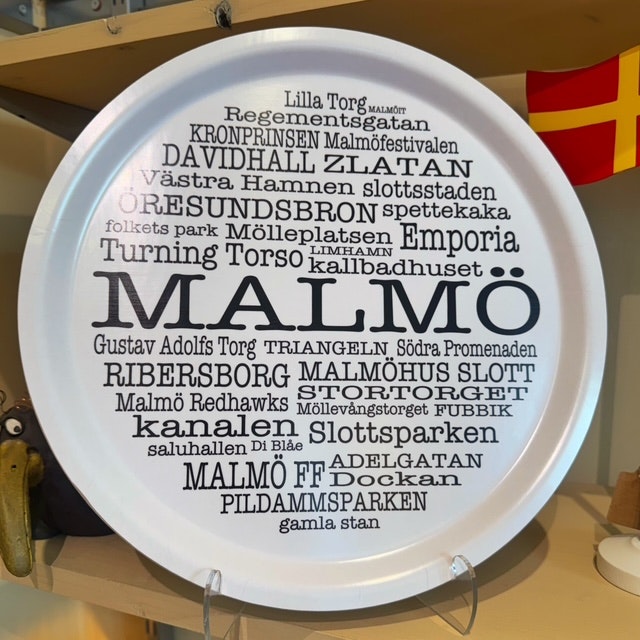 Lilla Torg MALMÖIT
Regementsgatan
KRONPRINSEN Malmöfestivalen
DAVIDHALL ZLATAN
Västra Hamnen slottsstaden
ÖRESUNDSBRON spettekaka
folkets park Mölleplatsen Emporia
Turning Torso LIMHAMN kallbadhuset
MALMÖ
Gustav Adolfs Torg TRIANGELN Södra Promenaden
RIBERSBORG MALMÖHUS SLOTT
Malmö Redhawks STORTORGET
Möllevångstorget FUBBIK
kanalen Slottsparken
saluhallen Di Blåe
MALMÖ FF ADELGATAN
Dockan
PILDAMMSPARKEN
gamla stan